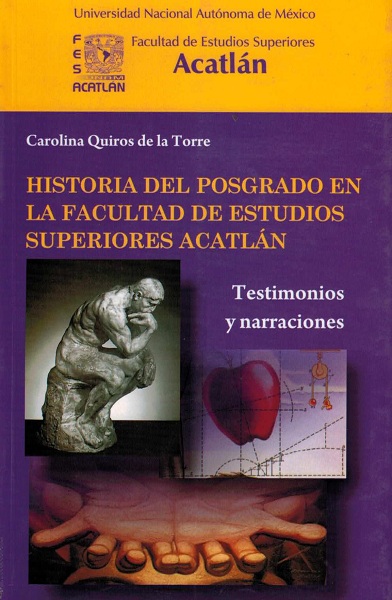 Universidad Nacional Autónoma de México
Facultad de Estudios Superiores
Acatlán
FES
UNAM
ACATLÁN
Carolina Quiros de la Torre
HISTORIA DEL POSGRADO EN
LA FACULTAD DE ESTUDIOS
SUPERIORES ACATLÁN
Testimonios
y narraciones